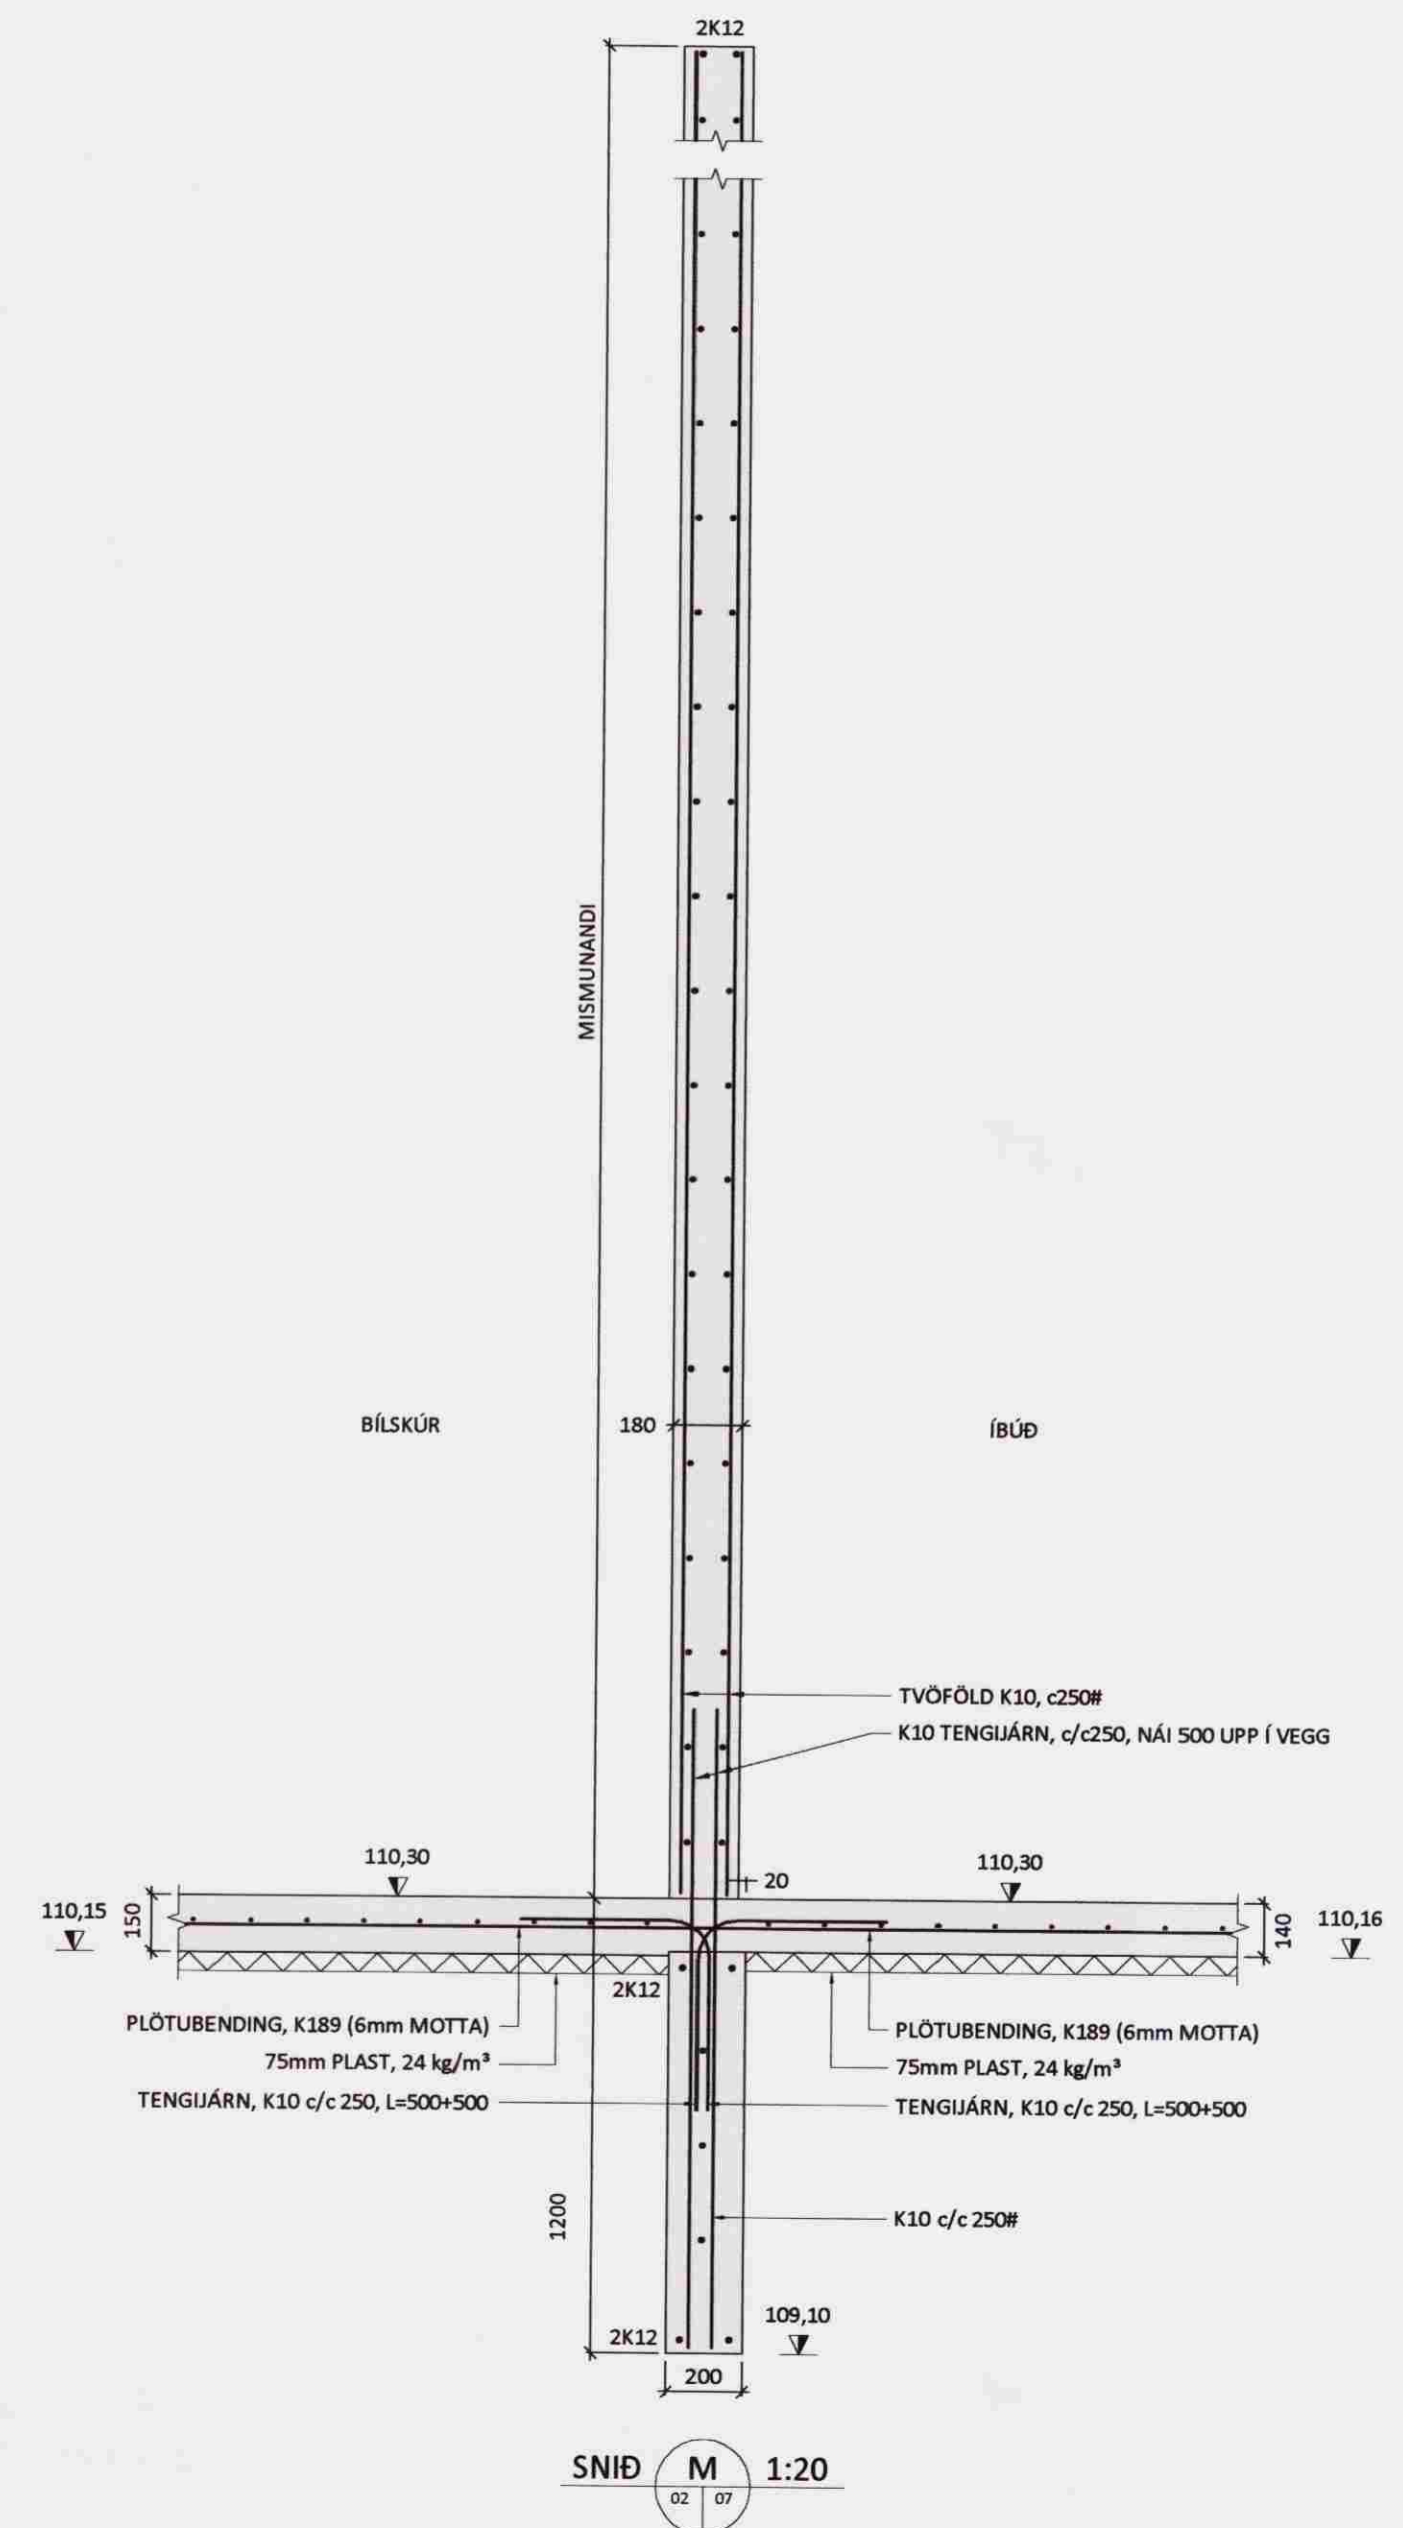 2K12
MISMUNANDI
BÍLSKÚR
180
ÍBÚÐ
TVÖFÖLD K10, c250#
K10 TENGIJÁRN, c/c250, NÁI 500 UPP Í VEGG
110,30
110,30
20
110,15
150
140
110,16
2K12
PLÖTUBENDING, K189 (6mm MOTTA)
75mm PLAST, 24 kg/m³
TENGIJÁRN, K10 c/c 250, L=500+500
PLÖTUBENDING, K189 (6mm MOTTA)
75mm PLAST, 24 kg/m³
TENGIJÁRN, K10 c/c 250, L=500+500
1200
K10 c/c 250#
109,10
2K12
200
SNIÐ M 1:20
02 07